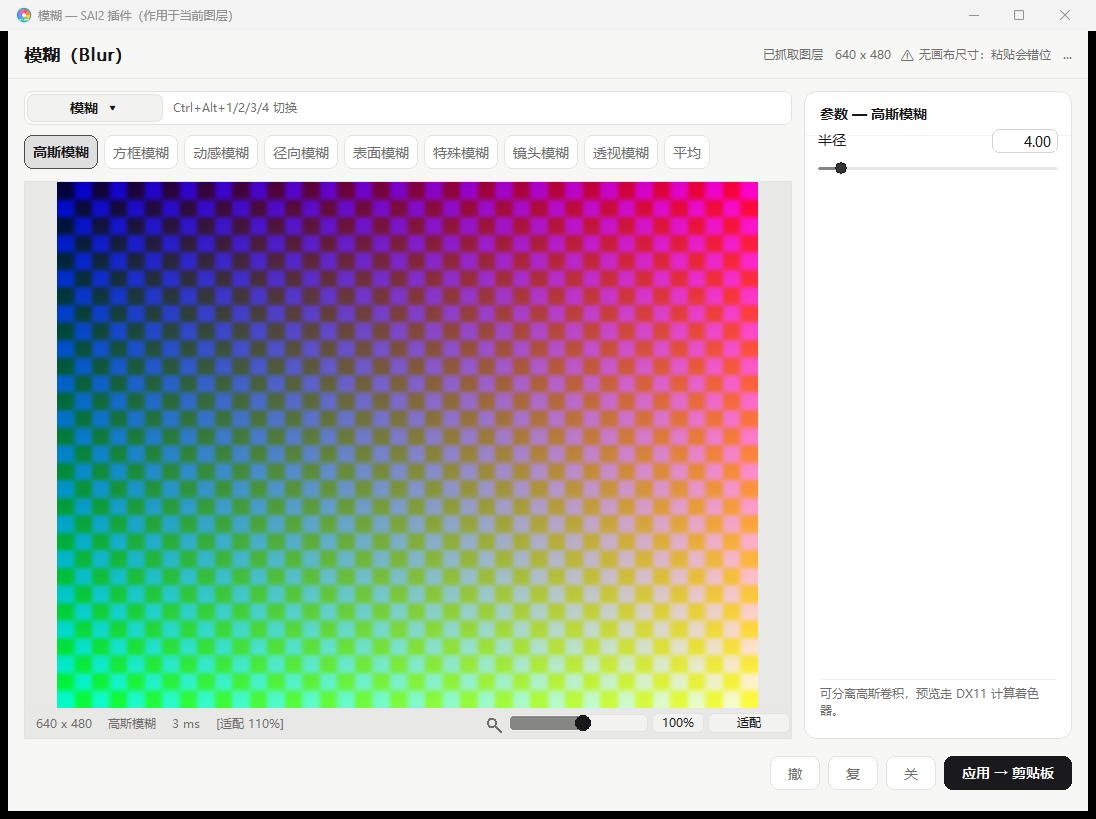 模糊 — SAI2 插件（作用于当前图层）
模糊（Blur）
已抓取图层 640 x 480 ⚠ 无画布尺寸：粘贴会错位 ...
模糊 ▼ Ctrl+Alt+1/2/3/4 切换
高斯模糊 方框模糊 动感模糊 径向模糊 表面模糊 特殊模糊 镜头模糊 透视模糊 平均
参数 — 高斯模糊
半径 4.00
可分离高斯卷积，预览走 DX11 计算着色
器。
640 x 480 高斯模糊 3 ms [适配 110%] 100% 适配
撤 复 关 应用 → 剪贴板